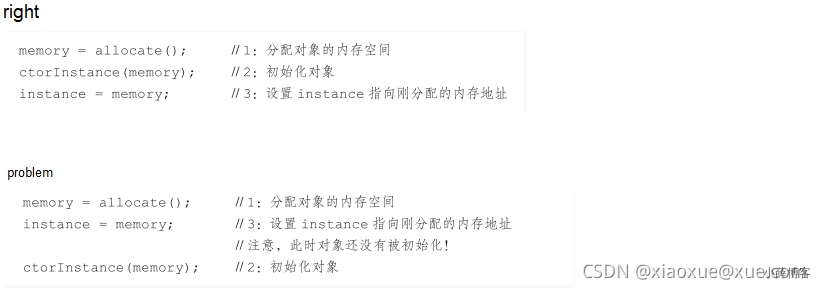 right
memory = allocate(); //1: 分配对象的内存空间
ctorInstance(memory); //2: 初始化对象
instance = memory; //3: 设置 instance 指向刚分配的内存地址
problem
memory = allocate(); //1: 分配对象的内存空间
instance = memory; //3: 设置 instance 指向刚分配的内存地址
//注意，此时对象还没有被初始化!
ctorInstance(memory); //2: 初始化对象
CSDN @xiaoxue@xue.